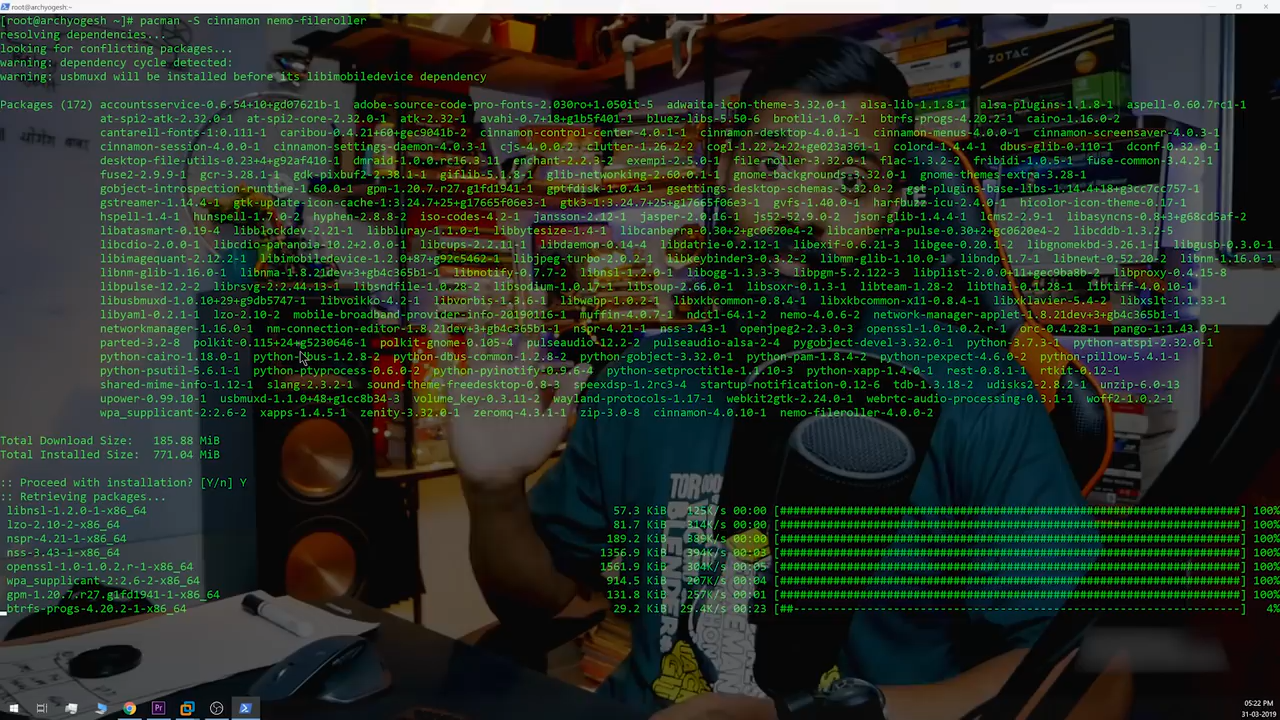 root@archyogesh:~
[root@archyogesh ~]# pacman -S cinnamon nemo-fileroller
resolving dependencies...
looking for conflicting packages...
warning: dependency cycle detected:
warning: usbmuxd will be installed before its libimobiledevice dependency
Packages (172) accountsservice-0.6.54+10+gd07621b-1 adobe-source-code-pro-fonts-2.030ro+1.050it-5 adwaita-icon-theme-3.32.0-1 alsa-lib-1.1.8-1 alsa-plugins-1.1.8-1 aspell-0.60.7rc1-1
at-spi2-atk-2.32.0-1 at-spi2-core-2.32.0-1 atk-2.32-1 avahi-0.7+18+g1b5f401-1 bluez-libs-5.50-6 brotli-1.0.7-1 btrfs-progs-4.20.2-1 cairo-1.16.0-2
cantarell-fonts-1:0.111-1 caribou-0.4.21+60+gec9041b-2 cinnamon-control-center-4.0.1-1 cinnamon-desktop-4.0.1-1 cinnamon-menus-4.0.0-1 cinnamon-screensaver-4.0.3-1
cinnamon-session-4.0.0-1 cinnamon-settings-daemon-4.0.3-1 cjs-4.0.0-2 clutter-1.26.2-2 cogl-1.22.2+22+ge023a361-1 colord-1.4.4-1 dbus-glib-0.110-1 dconf-0.32.0-1
desktop-file-utils-0.23+4+g92af410-1 dmraid-1.0.0.rc16.3-11 enchant-2.2.3-2 exempi-2.5.0-1 file-roller-3.32.0-1 flac-1.3.2-2 fribidi-1.0.5-1 fuse-common-3.4.2-1
fuse2-2.9.9-1 gcr-3.28.1-1 gdk-pixbuf2-2.38.1-1 giflib-5.1.8-1 glib-networking-2.60.0.1-1 gnome-backgrounds-3.32.0-1 gnome-themes-extra-3.28-1
gobject-introspection-runtime-1.60.0-1 gpm-1.20.7.r27.g1fd1941-1 gptfdisk-1.0.4-1 gsettings-desktop-schemas-3.32.0-2 gst-plugins-base-libs-1.14.4+18+g3cc7cc757-1
gstreamer-1.14.4-1 gtk-update-icon-cache-1:3.24.7+25+g17665f06e3-1 gtk3-1:3.24.7+25+g17665f06e3-1 gvfs-1.40.0-1 harfbuzz-icu-2.4.0-1 hicolor-icon-theme-0.17-1
hspell-1.4-1 hunspell-1.7.0-2 hyphen-2.8.8-2 iso-codes-4.2-1 jansson-2.12-1 jasper-2.0.16-1 js52-52.9.0-2 json-glib-1.4.4-1 lcms2-2.9-1 libasyncns-0.8+3+g68cd5af-2
libatasmart-0.19-4 libblockdev-2.21-1 libbluray-1.1.0-1 libbytesize-1.4-1 libcanberra-0.30+2+gc0620e4-2 libcanberra-pulse-0.30+2+gc0620e4-2 libcddb-1.3.2-5
libcdio-2.0.0-1 libcdio-paranoia-10.2+2.0.0-1 libcups-2.2.11-1 libdaemon-0.14-4 libdatrie-0.2.12-1 libexif-0.6.21-3 libgee-0.20.1-2 libgnomekbd-3.26.1-1 libgusb-0.3.0-1
libimagequant-2.12.2-1 libimobiledevice-1.2.0+87+g92c5462-1 libjpeg-turbo-2.0.2-1 libkeybinder3-0.3.2-2 libmm-glib-1.10.0-1 libndp-1.7-1 libnewt-0.52.20-2 libnm-1.16.0-1
libnm-glib-1.16.0-1 libnma-1.8.21dev+3+gb4c365b1-1 libnotify-0.7.7-2 libnsl-1.2.0-1 libogg-1.3.3-3 libpgm-5.2.122-3 libplist-2.0.0+11+gec9ba8b-2 libproxy-0.4.15-8
libpulse-12.2-2 librsvg-2:2.44.13-1 libsndfile-1.0.28-2 libsodium-1.0.17-1 libsoup-2.66.0-1 libsoxr-0.1.3-1 libteam-1.28-2 libthai-0.1.28-1 libtiff-4.0.10-1
libusbmuxd-1.0.10+29+g9db5747-1 libvoikko-4.2-1 libvorbis-1.3.6-1 libwebp-1.0.2-1 libxkbcommon-0.8.4-1 libxkbcommon-x11-0.8.4-1 libxklavier-5.4-2 libxslt-1.1.33-1
libyaml-0.2.1-1 lzo-2.10-2 mobile-broadband-provider-info-20190116-1 muffin-4.0.7-1 ndctl-64.1-2 nemo-4.0.6-2 network-manager-applet-1.8.21dev+3+gb4c365b1-1
networkmanager-1.16.0-1 nm-connection-editor-1.8.21dev+3+gb4c365b1-1 nspr-4.21-1 nss-3.43-1 openjpeg2-2.3.0-3 openssl-1.0-1.0.2.r-1 orc-0.4.28-1 pango-1:1.43.0-1
parted-3.2-8 polkit-0.115+24+g5230646-1 polkit-gnome-0.105-4 pulseaudio-12.2-2 pulseaudio-alsa-2-4 pygobject-devel-3.32.0-1 python-3.7.3-1 python-atspi-2.32.0-1
python-cairo-1.18.0-1 python-dbus-1.2.8-2 python-dbus-common-1.2.8-2 python-gobject-3.32.0-1 python-pam-1.8.4-2 python-pexpect-4.6.0-1 python-pillow-5.4.1-1
python-psutil-5.6.1-1 python-ptyprocess-0.6.0-2 python-pyinotify-0.9.6-4 python-setproctitle-1.1.10-3 python-xapp-1.4.0-1 rest-0.8.1-1 rtkit-0.12-1
shared-mime-info-1.12-1 slang-2.3.2-1 sound-theme-freedesktop-0.8-3 speexdsp-1.2rc3-4 startup-notification-0.12-6 tdb-1.3.18-2 udisks2-2.8.2-1 unzip-6.0-13
upower-0.99.10-1 usbmuxd-1.1.0+48+g1cc8b34-3 volume_key-0.3.11-2 wayland-protocols-1.17-1 webkit2gtk-2.24.0-1 webrtc-audio-processing-0.3.1-1 woff2-1.0.2-1
wpa_supplicant-2:2.6-2 xapps-1.4.5-1 zenity-3.32.0-1 zeromq-4.3.1-1 zip-3.0-8 cinnamon-4.0.10-1 nemo-fileroller-4.0.0-2
Total Download Size: 185.88 MiB
Total Installed Size: 771.04 MiB
:: Proceed with installation? [Y/n] Y
:: Retrieving packages...
libnsl-1.2.0-1-x86_64 57.3 KiB 125K/s 00:00 [##########] 100%
lzo-2.10-2-x86_64 81.7 KiB 314K/s 00:00 [##########] 100%
nspr-4.21-1-x86_64 189.2 KiB 389K/s 00:00 [##########] 100%
nss-3.43-1-x86_64 1356.9 KiB 394K/s 00:03 [##########] 100%
openssl-1.0-1.0.2.r-1-x86_64 1561.9 KiB 304K/s 00:05 [##########] 100%
wpa_supplicant-2:2.6-2-x86_64 914.5 KiB 207K/s 00:04 [##########] 100%
gpm-1.20.7.r27.g1fd1941-1-x86_64 131.8 KiB 257K/s 00:01 [##########] 100%
btrfs-progs-4.20.2-1-x86_64 29.2 KiB 29.4K/s 00:23 [##----------] 4%
ZOTAC
05:22 PM
31-03-2019